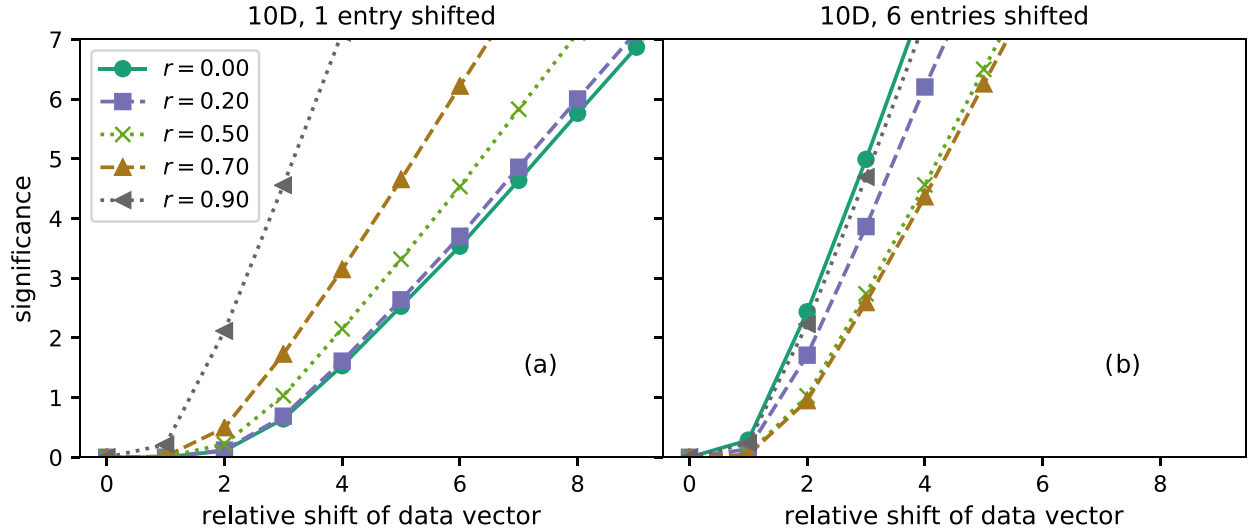 10D, 1 entry shifted
10D, 6 entries shifted
7
6
5
4
3
2
1
0
significance
r = 0.00
r = 0.20
r = 0.50
r = 0.70
r = 0.90
(a)
(b)
0 2 4 6 8
0 2 4 6 8
relative shift of data vector
relative shift of data vector